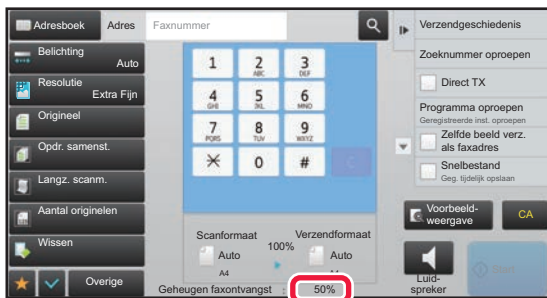 Adresboek
Adres
Faxnummer
Verzendgeschiedenis
Belichting
Auto
Zoeknummer oproepen
Resolutie
Extra Fijn
Direct TX
Origineel
Programma oproepen
Geregistreerde inst. oproepen
Opdr. samenst.
Zelfde beeld verz.
als faxadres
Langz. scanm.
Snelbestand
Geg. tijdelijk opslaan
Aantal originelen
Voorbeeld-
weergave
CA
Wissen
Overige
1
2
ABC
3
DEF
4
GHI
5
JKL
6
MNO
7
PQRS
8
TUV
9
WXYZ
0
#
C
Scanformaat
100%
Verzendformaat
Auto
A4
Auto
A4
Geheugen faxontvangst : 50%
Luid-
spreker
Start